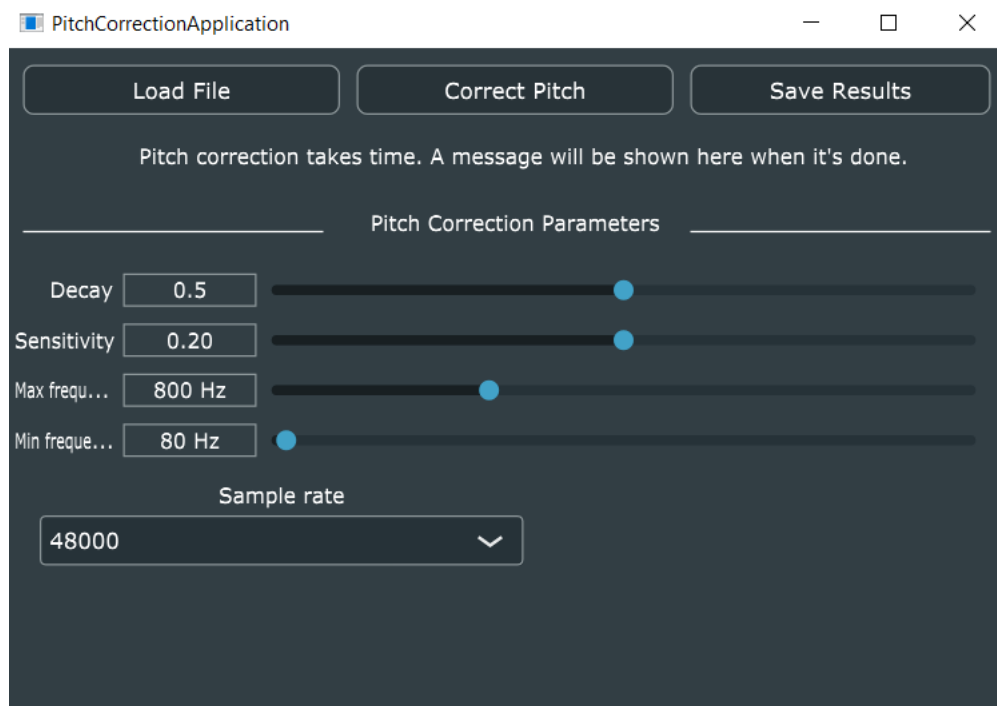 PitchCorrectionApplication
Load File Correct Pitch Save Results
Pitch correction takes time. A message will be shown here when it's done.
Pitch Correction Parameters
Decay 0.5
Sensitivity 0.20
Max frequ... 800 Hz
Min freque... 80 Hz
Sample rate
48000